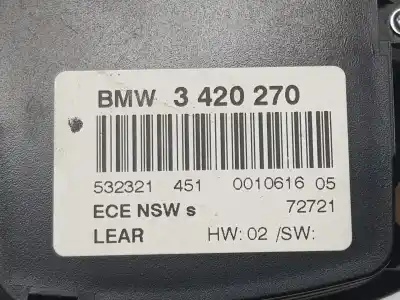 BMW 3 420 270
532321 451 0010616 05
ECE NSW s 72721
LEAR HW: 02 /SW: